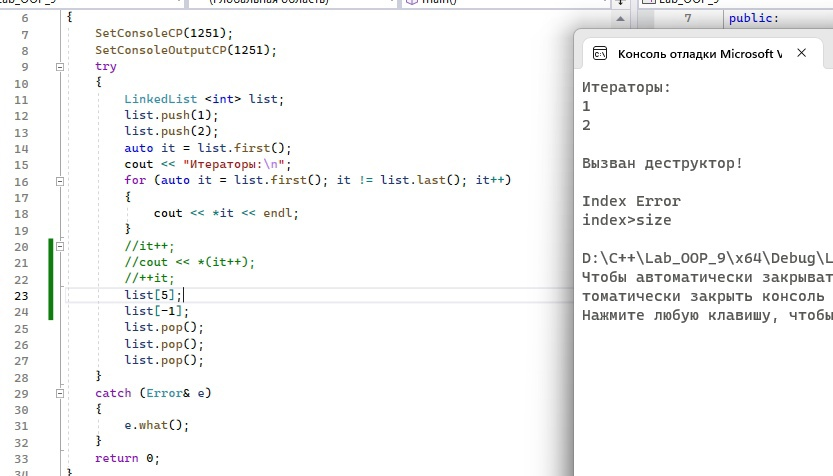 Lab_OOP_9
(Глобальная область)
main()
Lab_OOP_9
6 {
7 SetConsoleCP(1251);
8 SetConsoleOutputCP(1251);
9 try
10 {
11 LinkedList <int> list;
12 list.push(1);
13 list.push(2);
14 auto it = list.first();
15 cout << "Итераторы:\n";
16 for (auto it = list.first(); it != list.last(); it++)
17 {
18 cout << *it << endl;
19 }
20 //it++;
21 //cout << *(it++);
22 //++it;
23 list[5];
24 list[-1];
25 list.pop();
26 list.pop();
27 list.pop();
28 }
29 catch (Error& e)
30 {
31 e.what();
32 }
33 return 0;
34 }
7 public:
Консоль отладки Microsoft V
Итераторы:
1
2
Вызван деструктор!
Index Error
index>size
D:\C++\Lab_OOP_9\x64\Debug\L
Чтобы автоматически закрыват
томатически закрыть консоль
Нажмите любую клавишу, чтобы